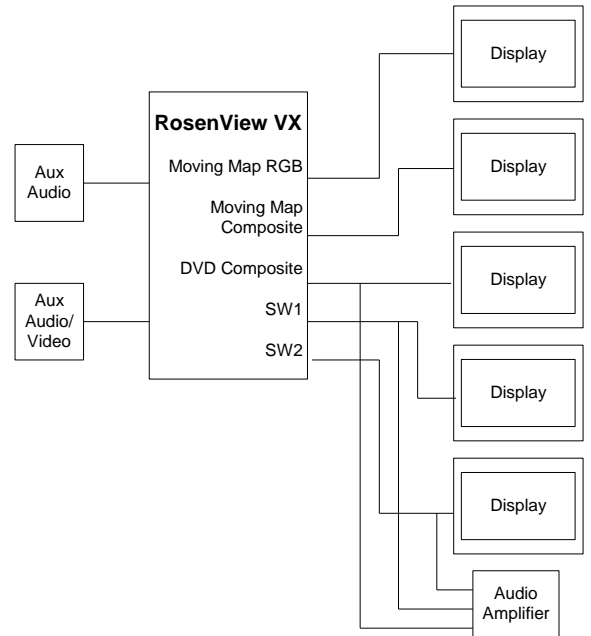 Display
RosenView VX
Moving Map RGB
Aux
Audio
Display
Moving Map
Composite
DVD Composite
Display
Aux
Audio/
Video
SW1
SW2
Display
Display
Audio
Amplifier